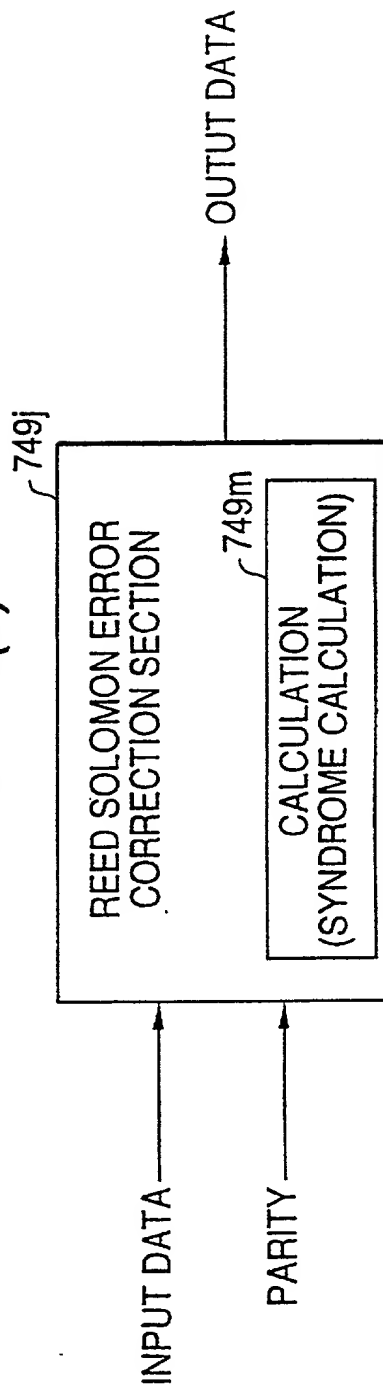 749j
REED SOLOMON ERROR
CORRECTION SECTION
749m
CALCULATION
(SYNDROME CALCULATION)
INPUT DATA
PARITY
OUTUT DATA